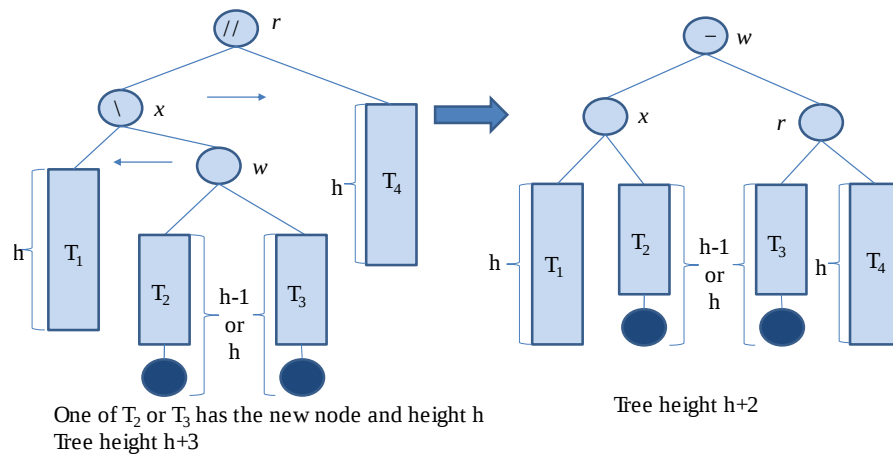 // r
\ x
w
h
T1
T2
T3
h
T4
h-1
or
h
One of T2 or T3 has the new node and height h
Tree height h+3
– w
x
r
h
T1
T2
h-1
or
h
T3
h
T4
Tree height h+2